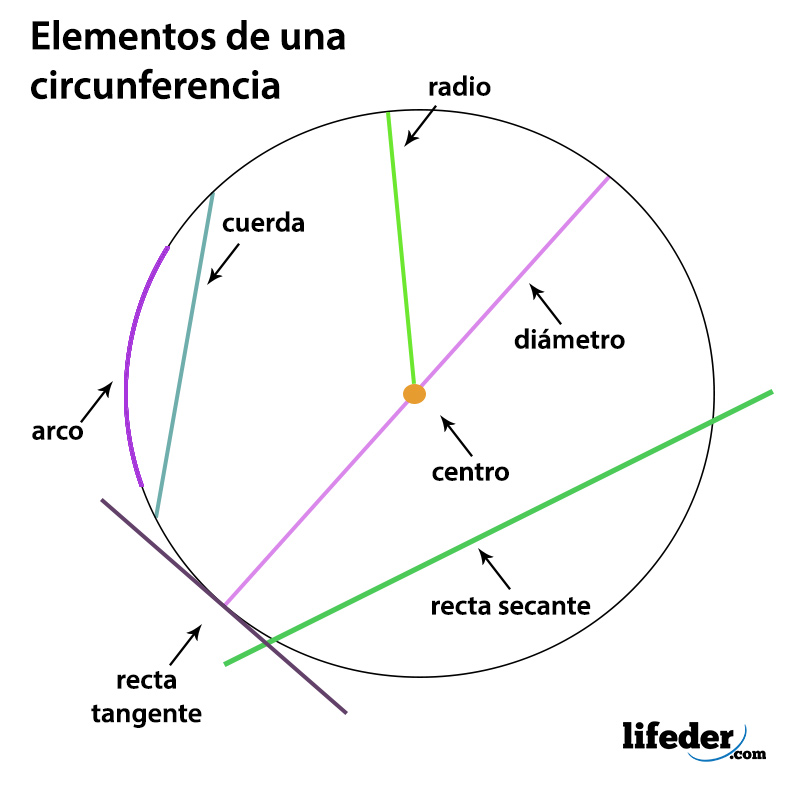 Elementos de una
circunferencia
radio
cuerda
diámetro
arco
centro
recta secante
recta
tangente
lifeder.com